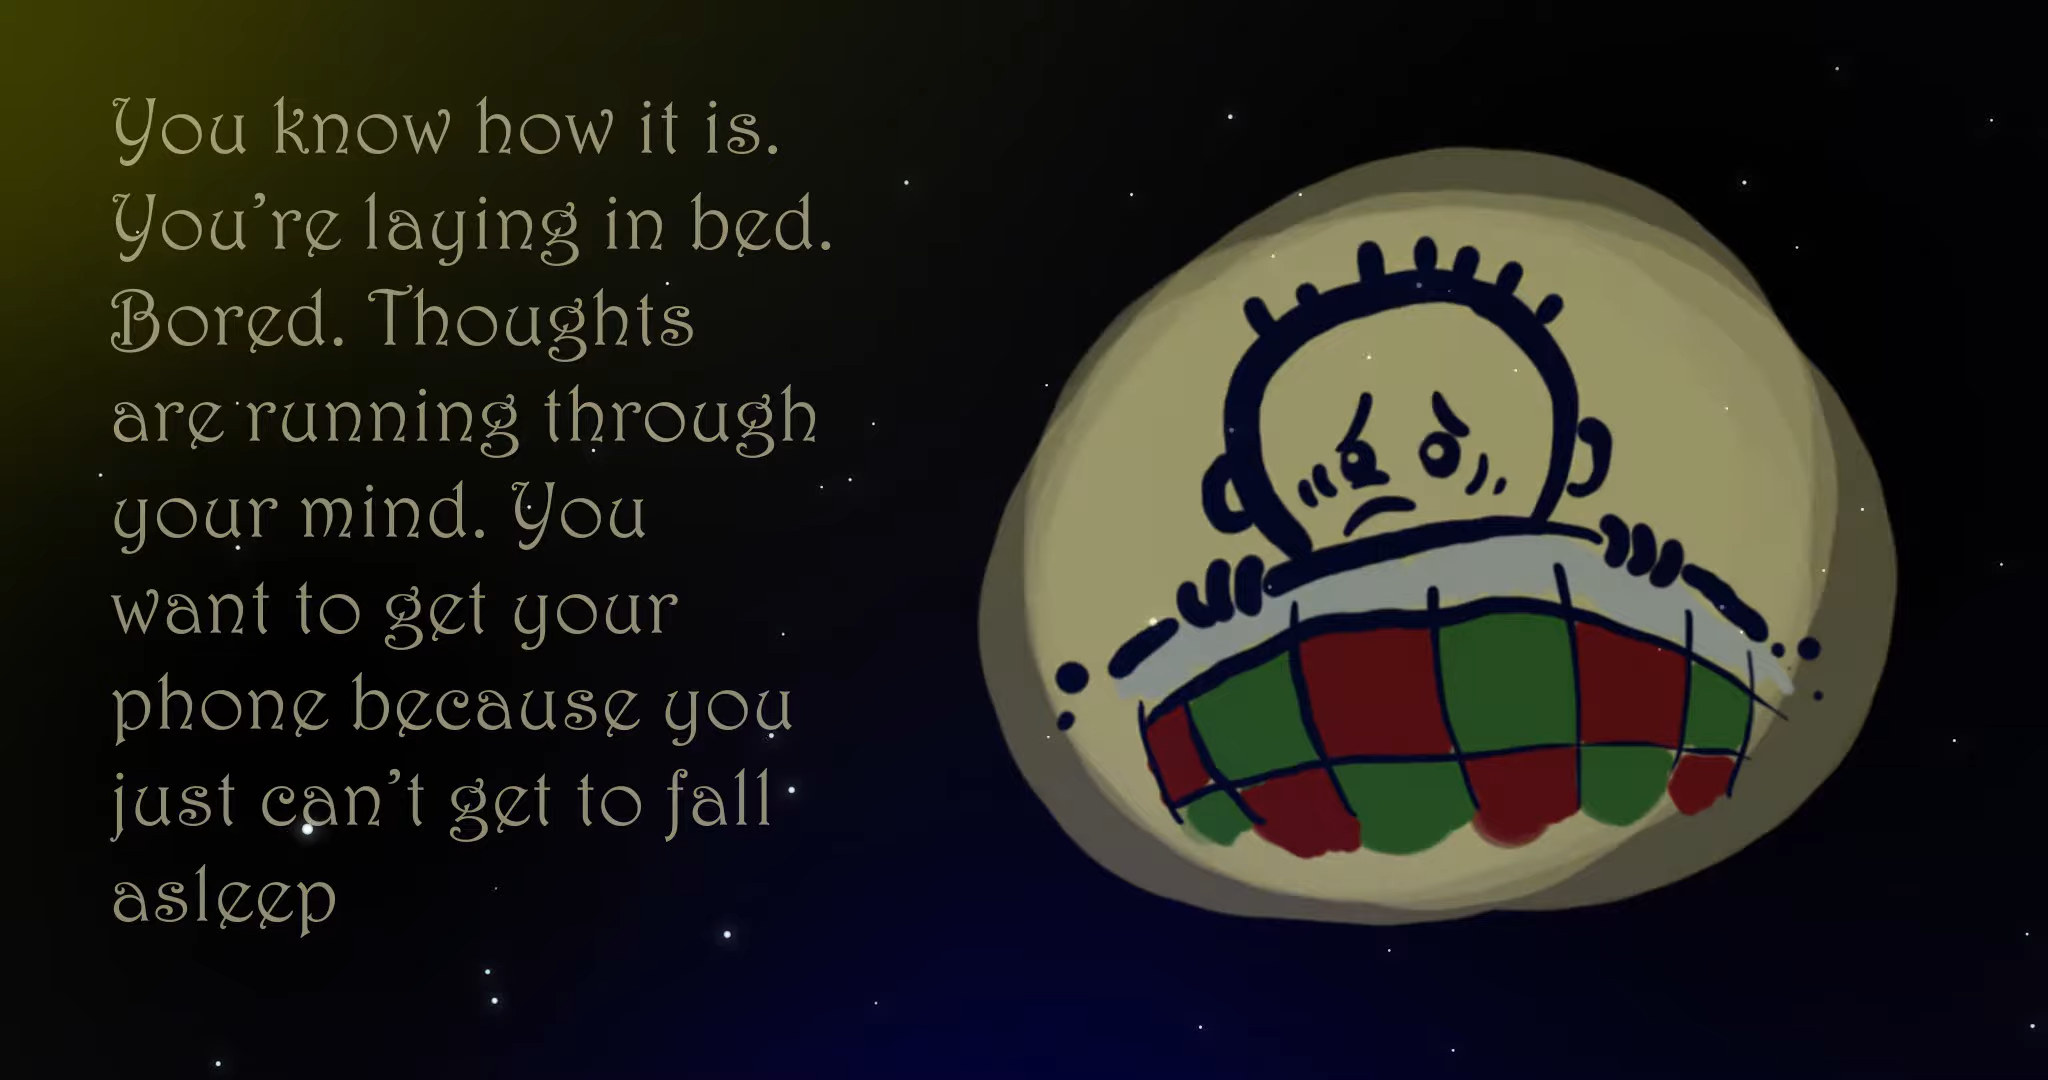 You know how it is.
You’re laying in bed.
Bored. Thoughts
are running through
your mind. You
want to get your
phone because you
just can’t get to fall
asleep